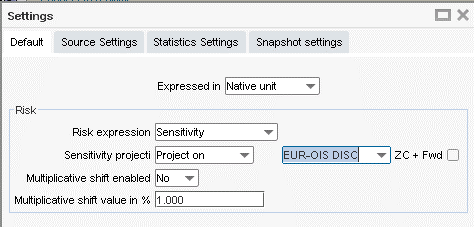 Settings
Default Source Settings Statistics Settings Snapshot settings
Expressed in Native unit
Risk
Risk expression Sensitivity
Sensitivity projecti Project on EUR-OIS DISC ZC + Fwd
Multiplicative shift enabled No
Multiplicative shift value in % 1.000